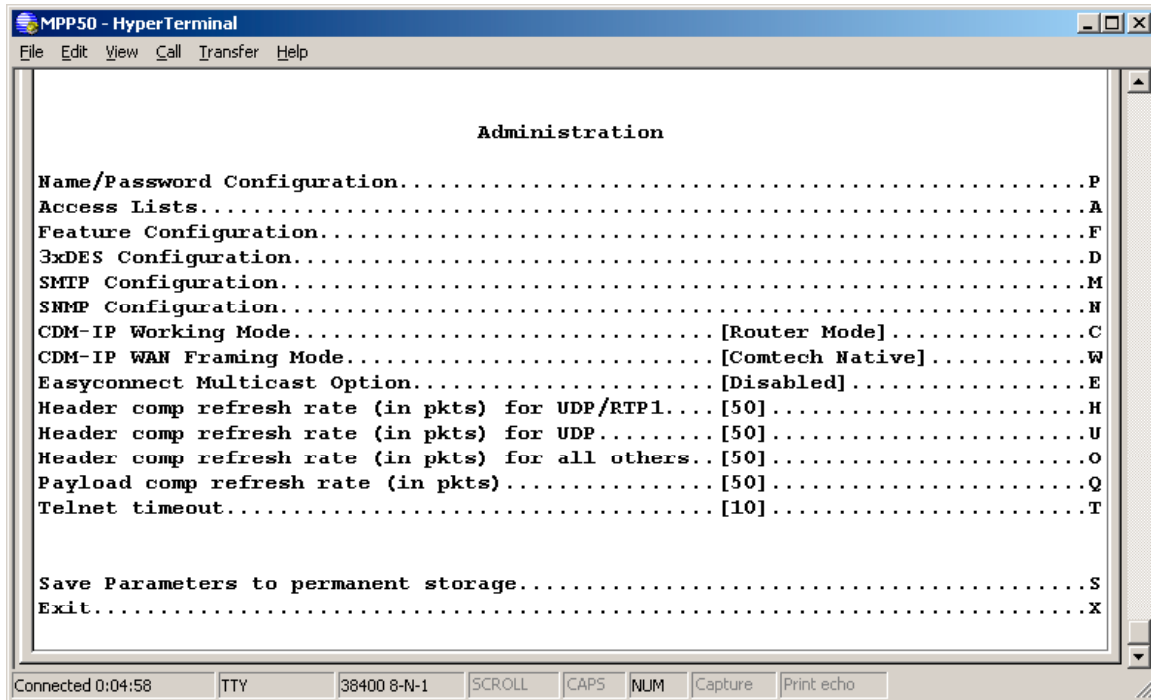 MPP50 - HyperTerminal
File Edit View Call Transfer Help
Administration
Name/Password Configuration....................................................P
Access Lists...................................................................A
Feature Configuration..........................................................F
3xDES Configuration............................................................D
SMTP Configuration.............................................................M
SNMP Configuration.............................................................N
CDM-IP Working Mode................................[Router Mode]...............C
CDM-IP WAN Framing Mode............................[Comtech Native]............W
Easyconnect Multicast Option.......................[Disabled]..................E
Header comp refresh rate (in pkts) for UDP/RTP1....[50]........................H
Header comp refresh rate (in pkts) for UDP.........[50]........................U
Header comp refresh rate (in pkts) for all others..[50]........................O
Payload comp refresh rate (in pkts)................[50]........................Q
Telnet timeout.....................................[10]........................T
Save Parameters to permanent storage...........................................S
Exit...........................................................................X
Connected 0:04:58 TTY 38400 8-N-1 SCROLL CAPS NUM Capture Print echo